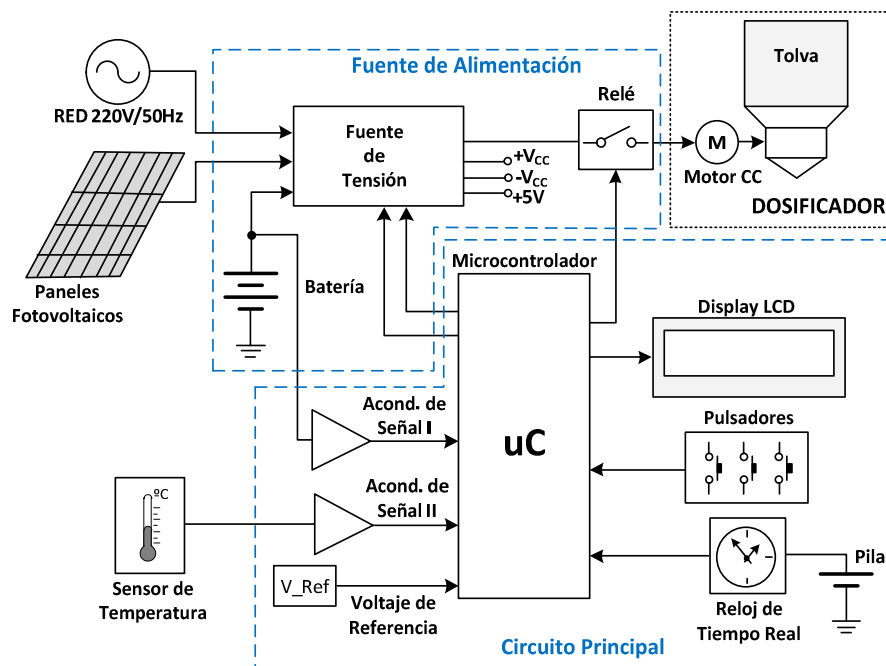 Fuente de Alimentación
RED 220V/50Hz
Fuente
de
Tensión
+VCC
-VCC
+5V
Relé
M
Motor CC
Tolva
DOSIFICADOR
Paneles
Fotovoltaicos
Batería
Microcontrolador
uC
Display LCD
Acond. de
Señal I
Pulsadores
Acond. de
Señal II
ºC
Sensor de
Temperatura
V_Ref
Voltaje de
Referencia
Pila
Reloj de
Tiempo Real
Circuito Principal